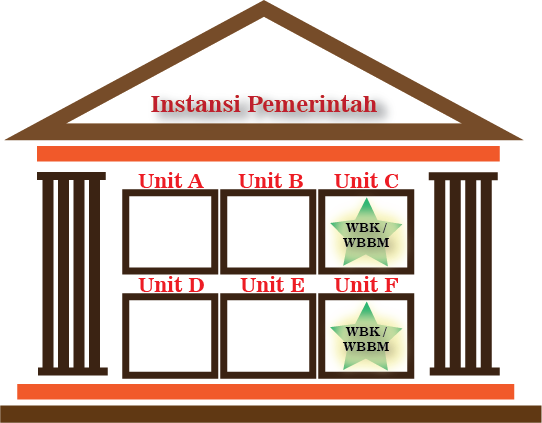 Instansi Pemerintah
Unit A
Unit B
Unit C
WBK /
WBBM
Unit D
Unit E
Unit F
WBK /
WBBM